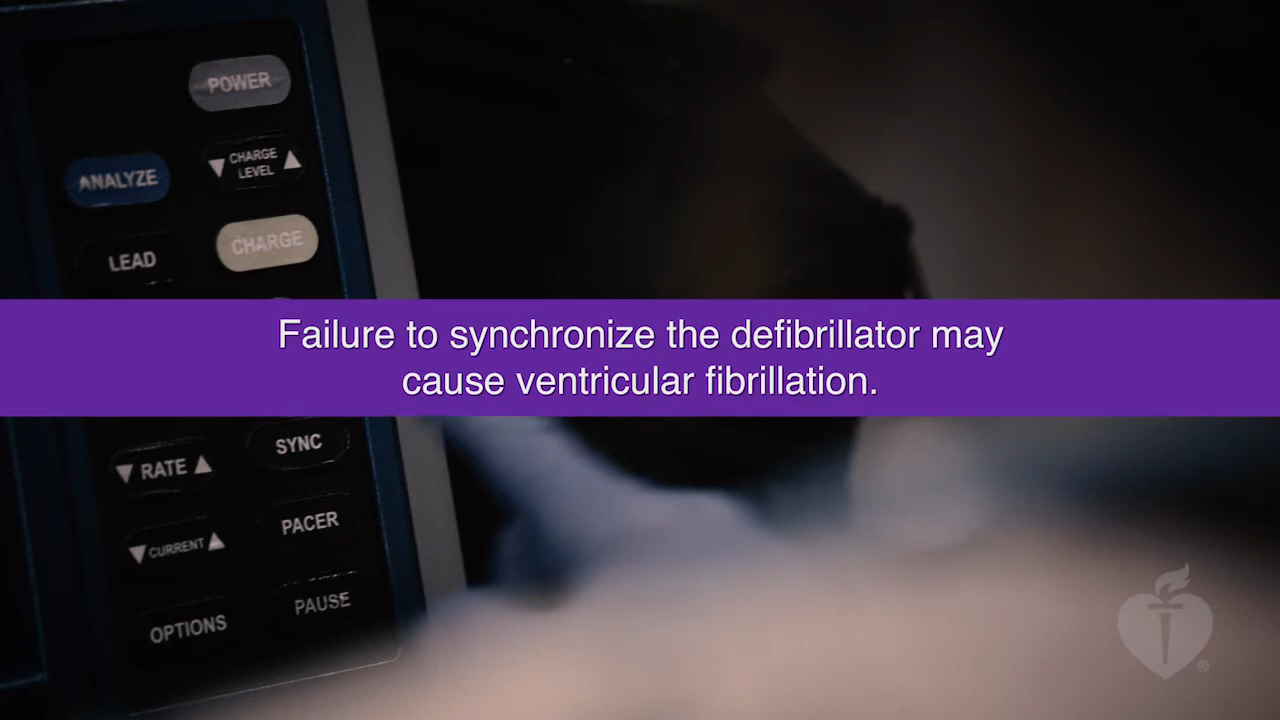 POWER
▼ CHARGE LEVEL ▲
ANALYZE
CHARGE
LEAD
Failure to synchronize the defibrillator may
cause ventricular fibrillation.
SYNC
▼ RATE ▲
PACER
▼ CURRENT ▲
PAUSE
OPTIONS
®